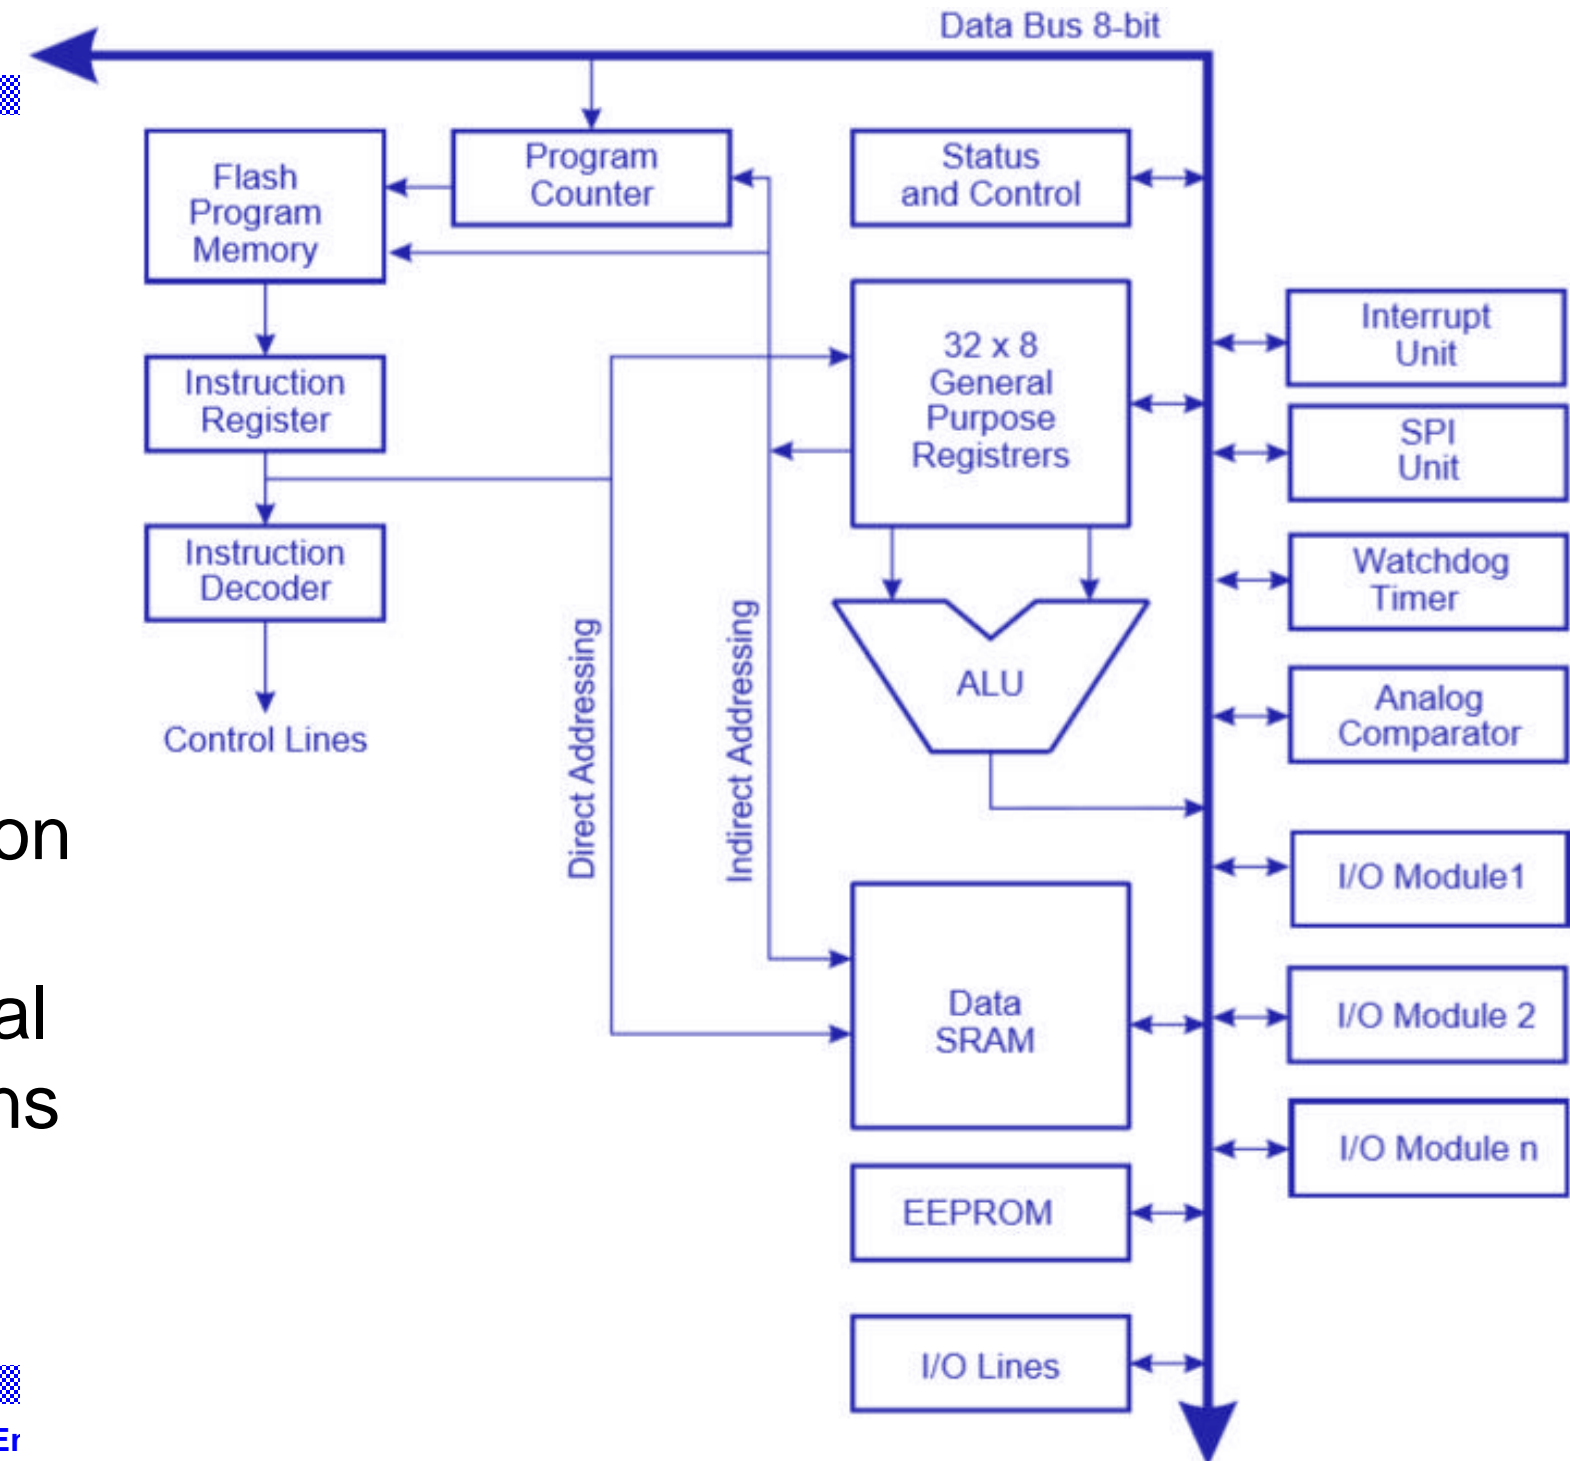 Data Bus 8-bit
Flash
Program
Memory
Program
Counter
Status
and Control
Instruction
Register
32 x 8
General
Purpose
Registrers
Interrupt
Unit
SPI
Unit
Instruction
Decoder
Watchdog
Timer
Control Lines
Direct Addressing
Indirect Addressing
ALU
Analog
Comparator
on
I/O Module1
al
ns
Data
SRAM
I/O Module 2
I/O Module n
EEPROM
I/O Lines
Er